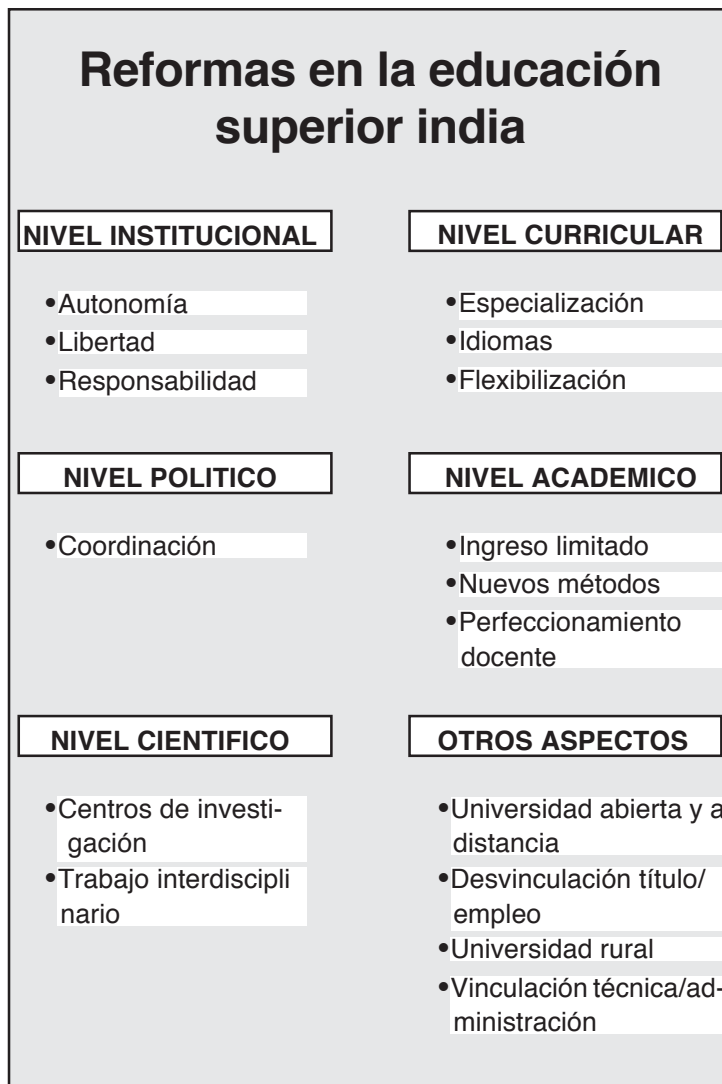 Reformas en la educación
superior india
NIVEL INSTITUCIONAL
•Autonomía
•Libertad
•Responsabilidad
NIVEL CURRICULAR
•Especialización
•Idiomas
•Flexibilización
NIVEL POLITICO
•Coordinación
NIVEL ACADEMICO
•Ingreso limitado
•Nuevos métodos
•Perfeccionamiento
docente
NIVEL CIENTIFICO
•Centros de investi-
gación
•Trabajo interdiscipli
nario
OTROS ASPECTOS
•Universidad abierta y a
distancia
•Desvinculación título/
empleo
•Universidad rural
•Vinculación técnica/ad-
ministración